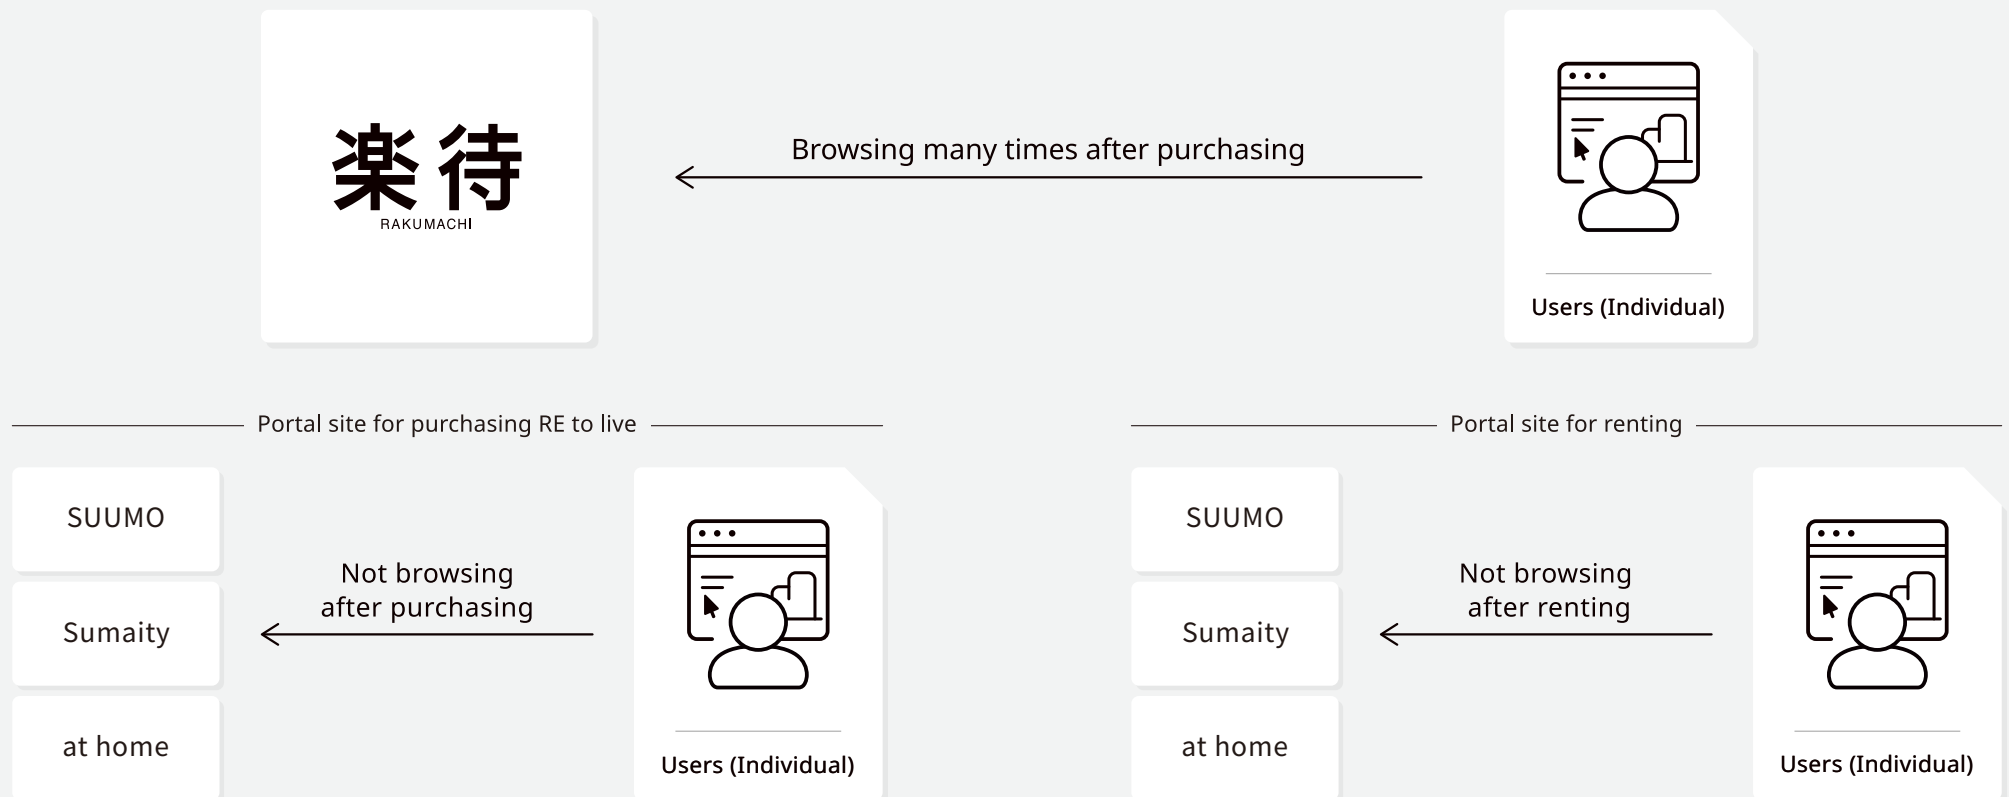 楽待
RAKUMACHI
Browsing many times after purchasing
Users (Individual)
Portal site for purchasing RE to live
SUUMO
Sumaity
at home
Not browsing
after purchasing
Users (Individual)
Portal site for renting
SUUMO
Sumaity
at home
Not browsing
after renting
Users (Individual)